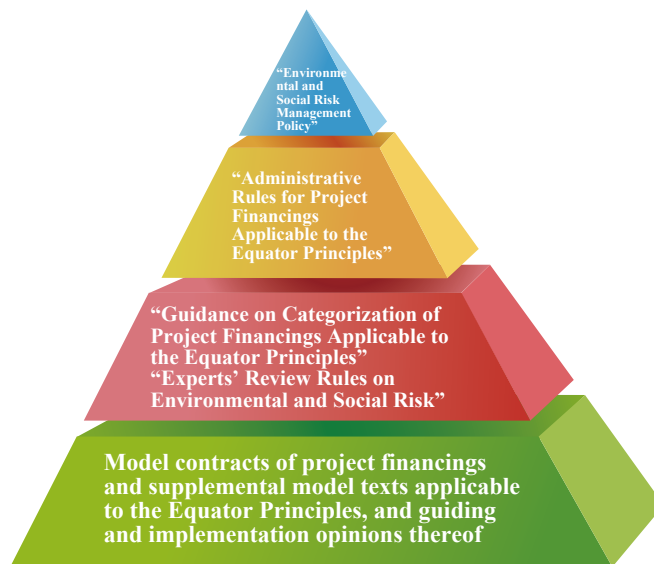 “Environme
ntal and
Social Risk
Management
Policy”
“Administrative
Rules for Project
Financings
Applicable to the
Equator Principles”
“Guidance on Categorization of
Project Financings Applicable to
the Equator Principles”
“Experts’ Review Rules on
Environmental and Social Risk”
Model contracts of project financings
and supplemental model texts applicable
to the Equator Principles, and guiding
and implementation opinions thereof